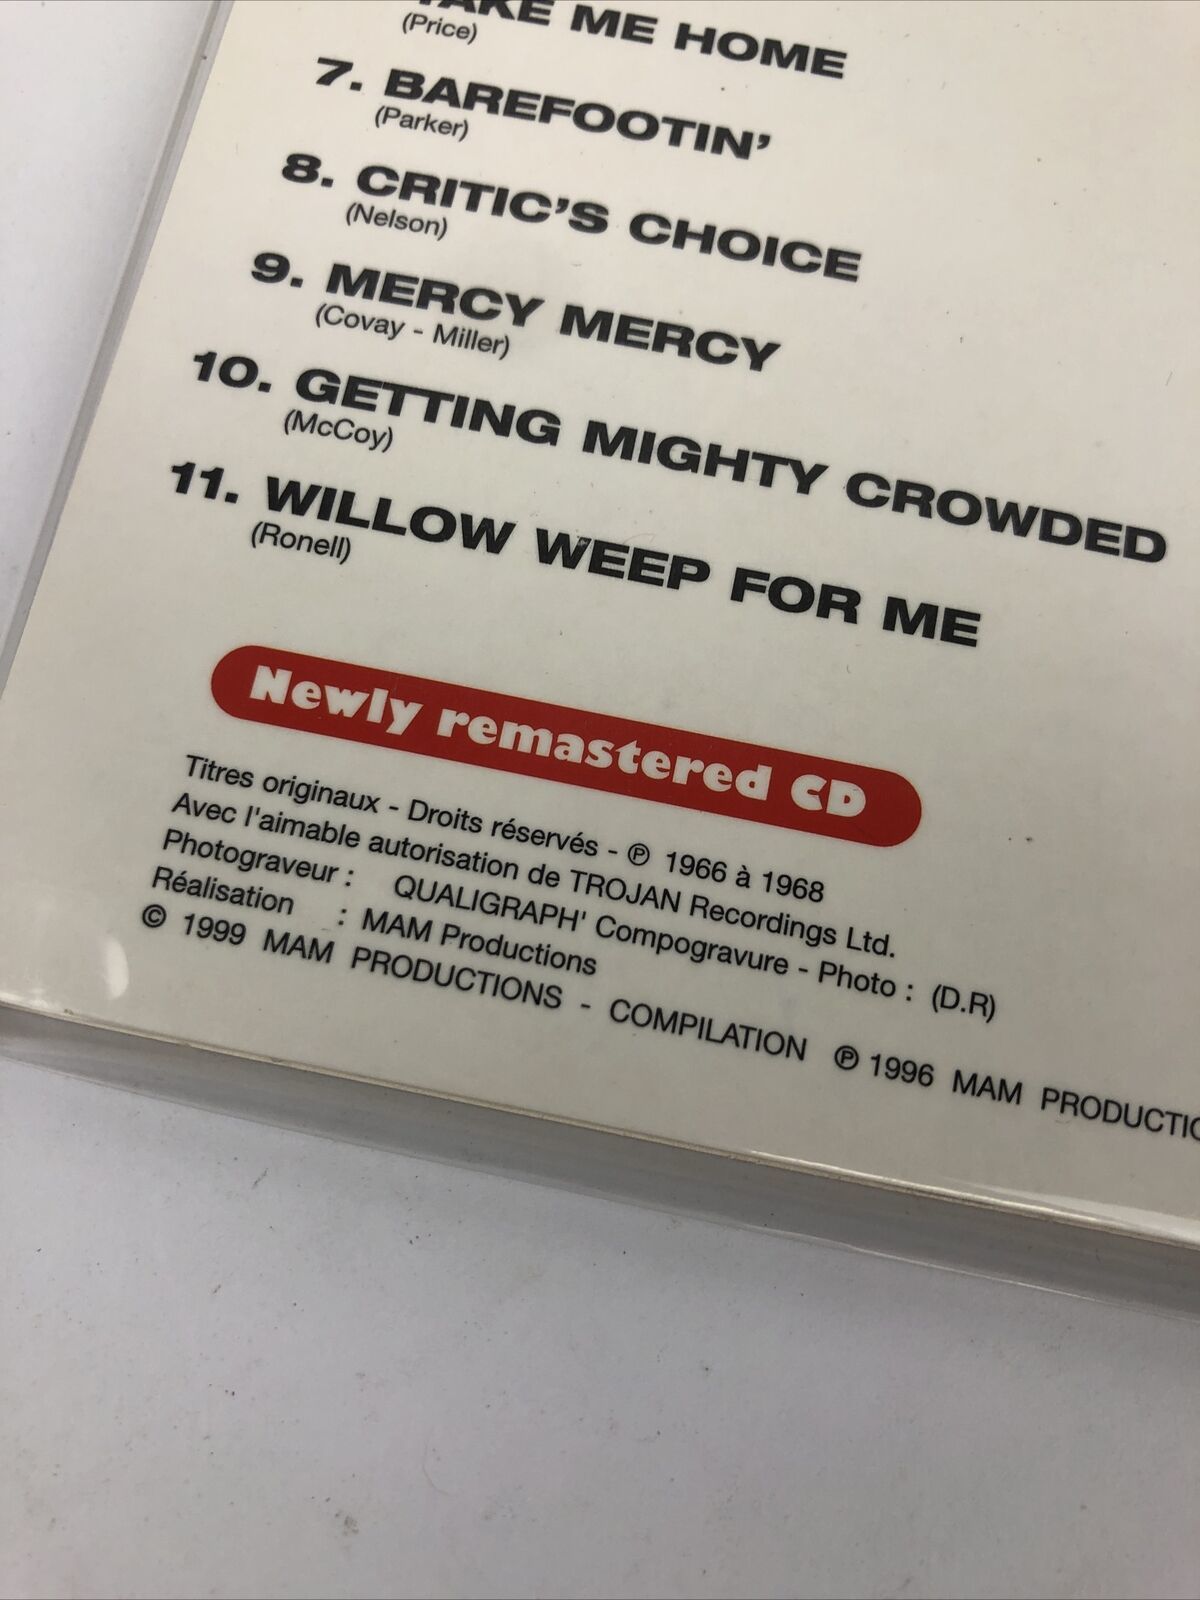 TAKE ME HOME
(Price)
7. BAREFOOTIN'
(Parker)
8. CRITIC'S CHOICE
(Nelson)
9. MERCY MERCY
(Covay - Miller)
10. GETTING MIGHTY CROWDED
(McCoy)
11. WILLOW WEEP FOR ME
(Ronell)
Newly remastered CD
Titres originaux - Droits réservés - ℗ 1966 à 1968
Avec l'aimable autorisation de TROJAN Recordings Ltd.
Photograveur : QUALIGRAPH' Compogravure - Photo : (D.R)
Réalisation : MAM Productions
© 1999 MAM PRODUCTIONS - COMPILATION ℗ 1996 MAM PRODUCTIO